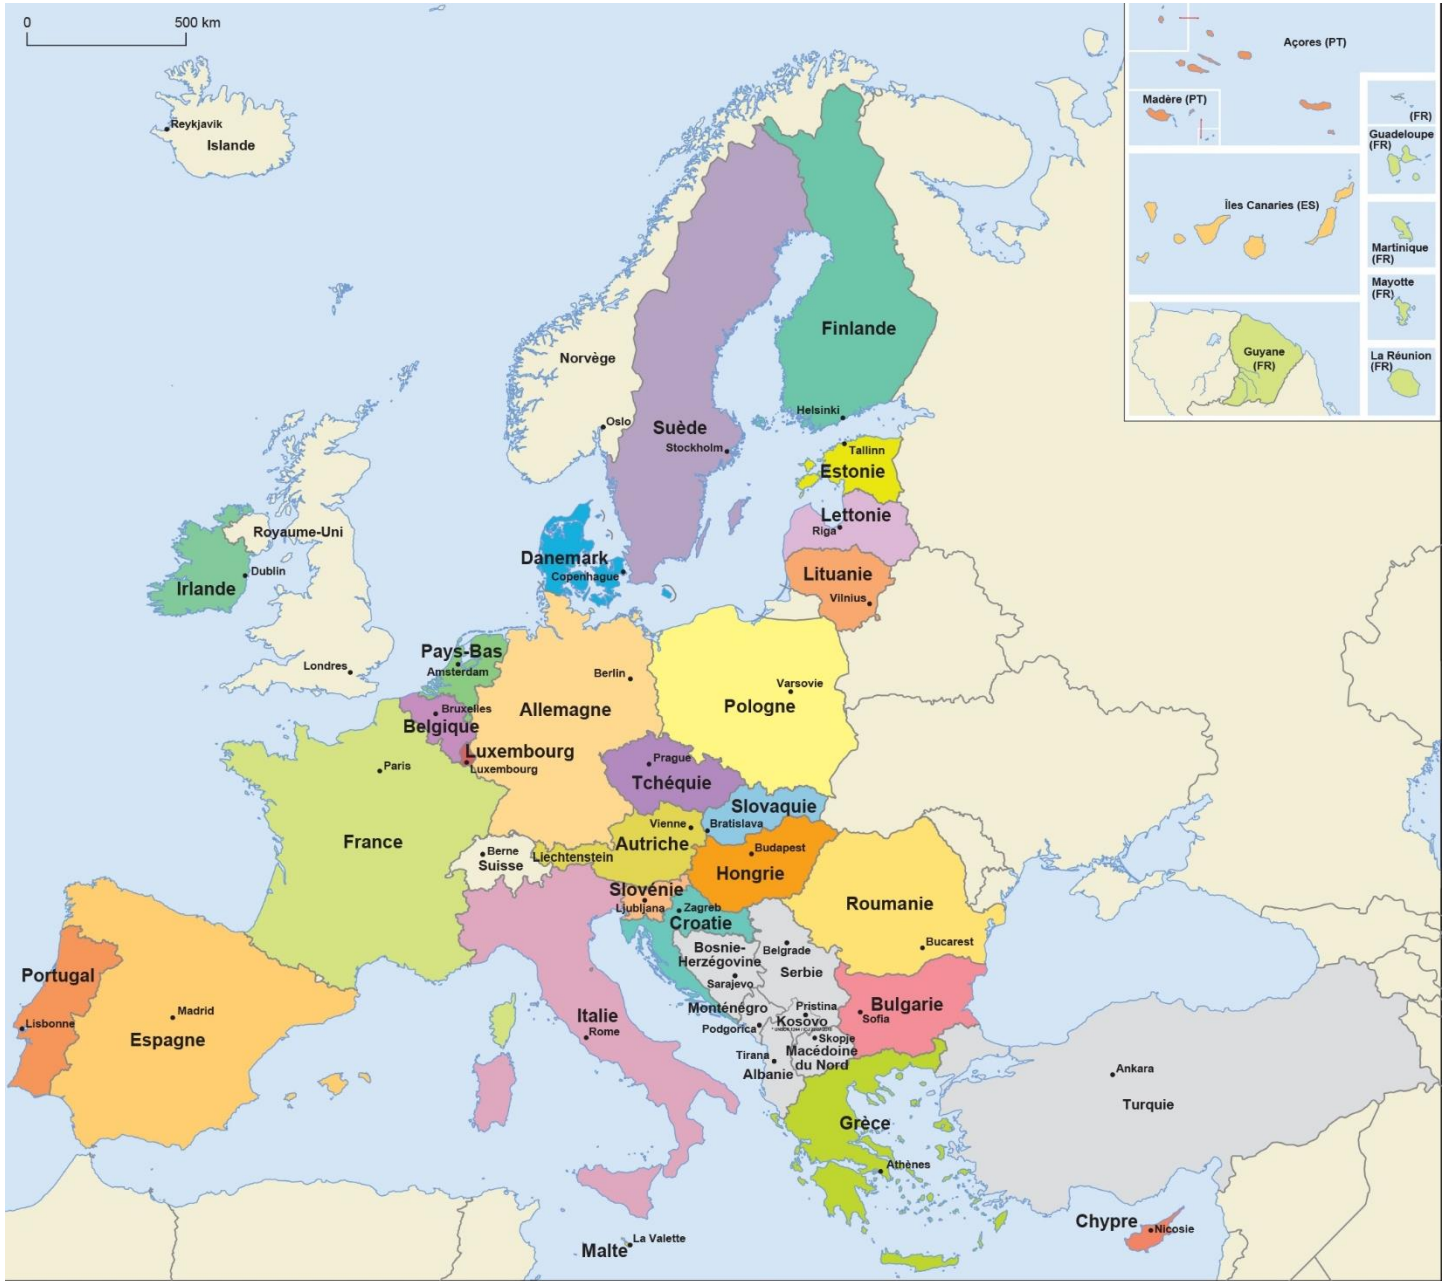 0 500 km
Açores (PT)
Madère (PT)
(FR)
Guadeloupe
(FR)
Reykjavik
Islande
Îles Canaries (ES)
Martinique
(FR)
Mayotte
(FR)
Finlande
Norvège
Guyane
(FR)
La Réunion
(FR)
Helsinki
Oslo
Suède
Stockholm
Tallinn
Estonie
Lettonie
Riga
Royaume-Uni
Danemark
Copenhague
Dublin
Irlande
Lituanie
Vilnius
Pays-Bas
Amsterdam
Londres
Berlin
Varsovie
Bruxelles
Belgique
Allemagne
Pologne
Luxembourg
Luxembourg
Paris
Prague
Tchéquie
Slovaquie
Bratislava
Vienne
Autriche
France
Berne
Suisse
Liechtenstein
Budapest
Hongrie
Slovénie
Ljubljana
Zagreb
Croatie
Roumanie
Bucarest
Bosnie-
Herzégovine
Sarajevo
Belgrade
Serbie
Portugal
Lisbonne
Madrid
Espagne
Italie
Rome
Monténégro
Podgorica
Pristina
Kosovo
Bulgarie
Sofia
Skopje
Macédoine
du Nord
Tirana
Albanie
Ankara
Turquie
Grèce
Athènes
Chypre
Nicosie
Malte
La Valette